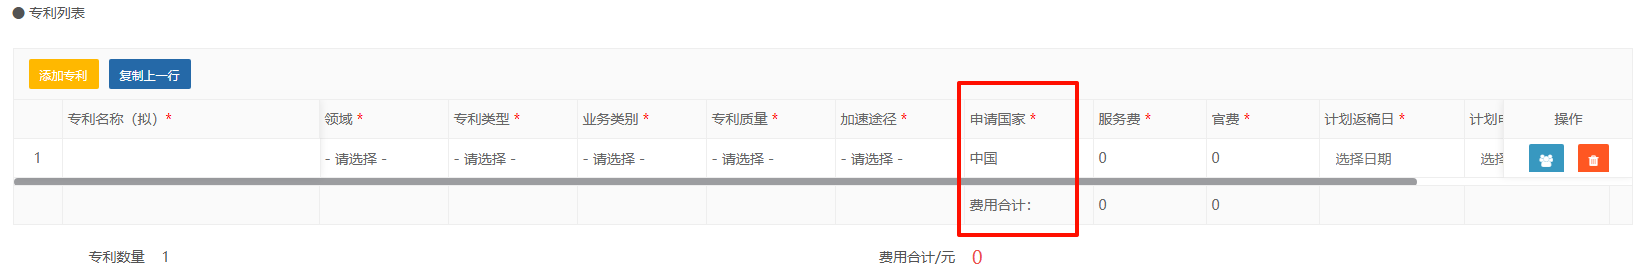 专利列表
添加专利 复制上一行
专利名称（拟）* 领域 * 专利类型 * 业务类别 * 专利质量 * 加速途径 * 申请国家 * 服务费 * 官费 * 计划返稿日 * 计划 操作
1 - 请选择 - - 请选择 - - 请选择 - - 请选择 - - 请选择 - 中国 0 0 选择日期 选择
费用合计： 0 0
专利数量 1 费用合计/元 0